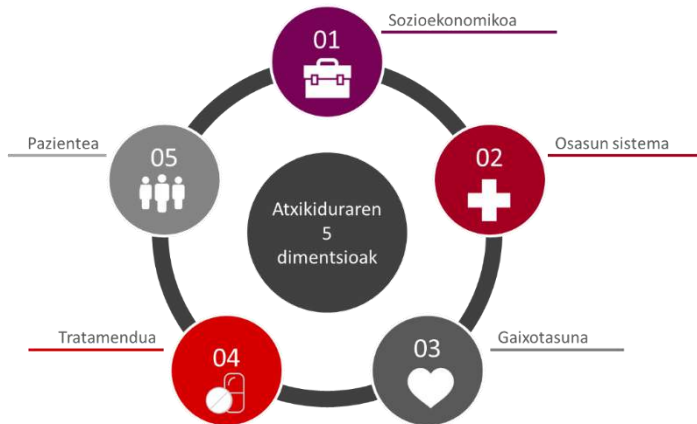 Sozioekonomikoa
01
Pazientea
05
02
Osasun sistema
Atxikiduraren
5
dimentsioak
Tratamendua
04
03
Gaixotasuna